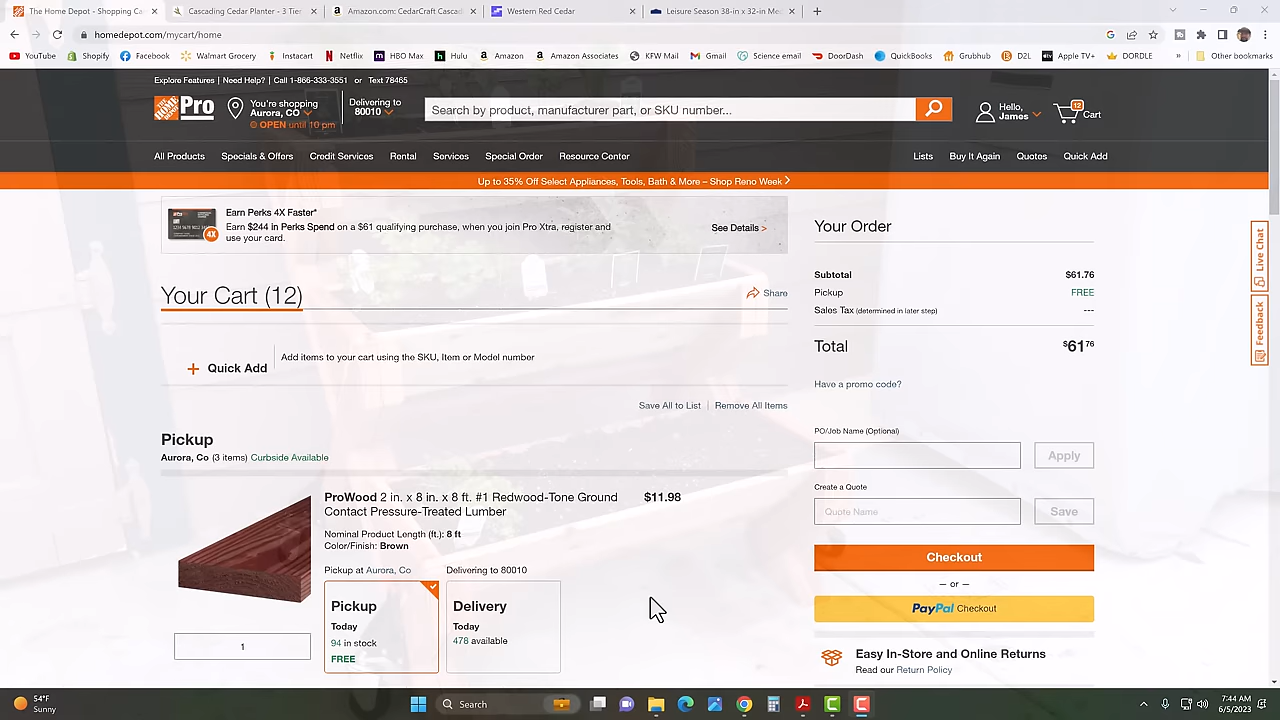 The Home Depot - Shopping Ca
Cascading Cedar Planter - 3 Tier
Amazon.com: CedarCraft Cascad
Western Red Cedar
Leisure Season 38-in x 32-in Med
homedepot.com/mycart/home
YouTube
Shopify
Facebook
Walmart Grocery
Instacart
Netflix
HBO Max
Hulu
Amazon
Amazon Associates
KFW Mail
Gmail
Science email
DoorDash
QuickBooks
Grubhub
D2L
Apple TV+
DORDLE
»
Other bookmarks
Explore Features | Need Help? | Call 1-866-333-3551 or Text 78465
Pro
You're shopping
Aurora, CO
OPEN until 10 pm
Delivering to
80010
Search by product, manufacturer part, or SKU number...
Hello,
James
12
Cart
All Products
Specials & Offers
Credit Services
Rental
Services
Special Order
Resource Center
Lists
Buy It Again
Quotes
Quick Add
Up to 35% Off Select Appliances, Tools, Bath & More – Shop Reno Week >
4X
Earn Perks 4X Faster*
Earn $244 in Perks Spend on a $61 qualifying purchase, when you join Pro Xtra, register and
use your card.
See Details >
Your Cart (12)
Share
+ Quick Add
Add items to your cart using the SKU, Item or Model number
Save All to List | Remove All Items
Pickup
Aurora, Co (3 items) Curbside Available
ProWood 2 in. x 8 in. x 8 ft. #1 Redwood-Tone Ground
Contact Pressure-Treated Lumber
$11.98
Nominal Product Length (ft.): 8 ft
Color/Finish: Brown
Pickup at Aurora, Co
Delivering to 80010
Pickup
Today
94 in stock
FREE
Delivery
Today
478 available
1
Your Order
Subtotal $61.76
Pickup FREE
Sales Tax (determined in later step) ---
Total $61 76
Have a promo code?
PO/Job Name (Optional)
Apply
Create a Quote
Quote Name
Save
Checkout
— or —
PayPal Checkout
Easy In-Store and Online Returns
Read our Return Policy
Live Chat
Feedback
54°F
Sunny
Search
7:44 AM
6/5/2023